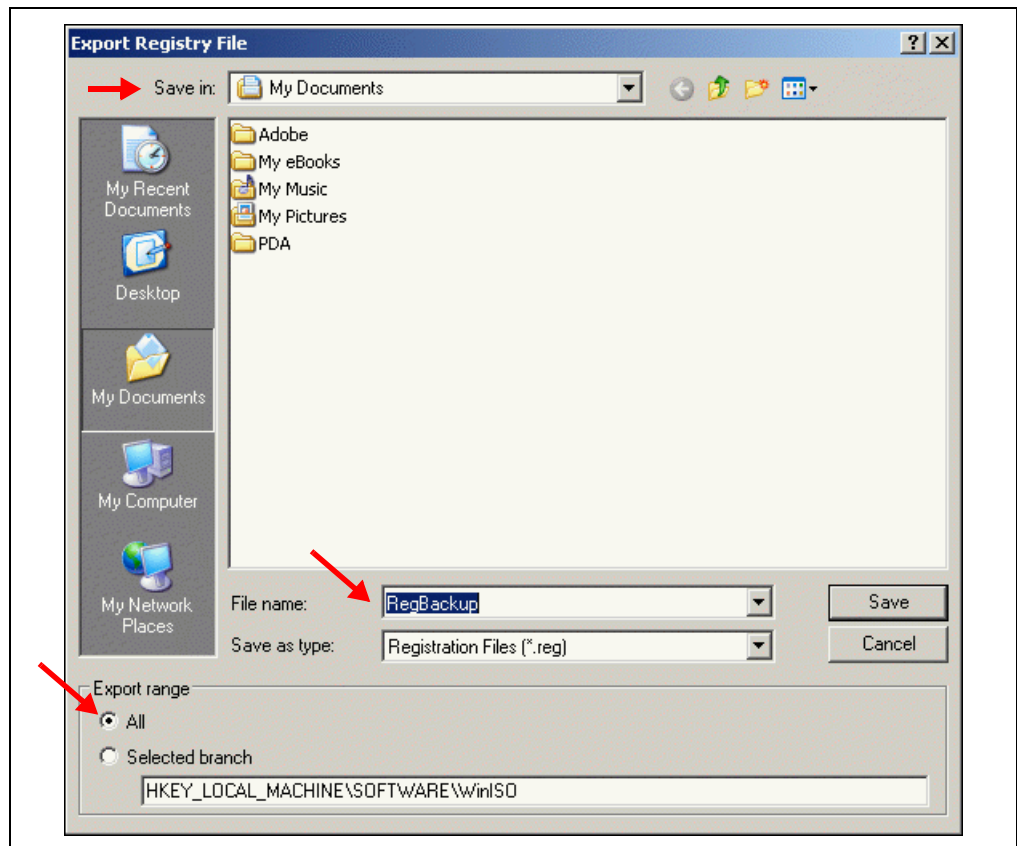 Export Registry File
Save in: My Documents
Adobe
My eBooks
My Music
My Pictures
PDA
My Recent
Documents
Desktop
My Documents
My Computer
My Network
Places
File name: RegBackup Save
Save as type: Registration Files (*.reg) Cancel
Export range
All
Selected branch
HKEY_LOCAL_MACHINE\SOFTWARE\WinISO